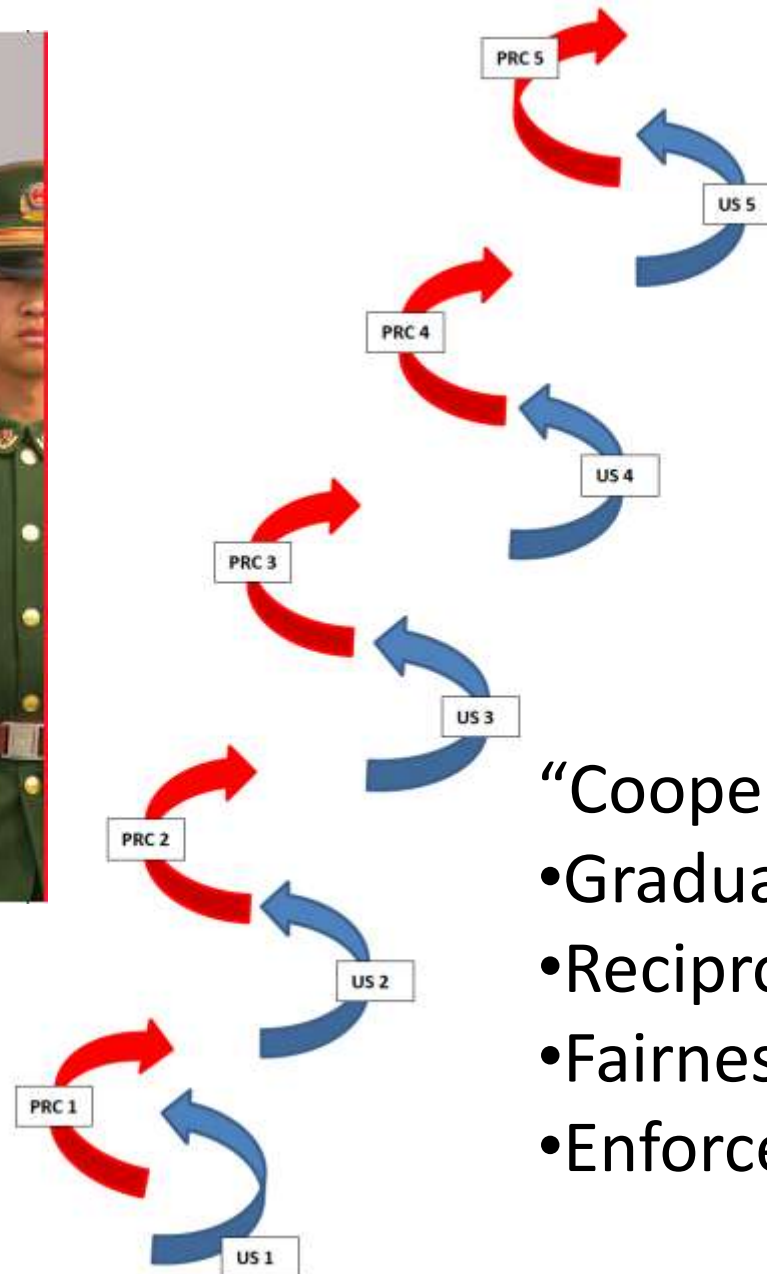 PRC 5
US 5
PRC 4
US 4
PRC 3
US 3
PRC 2
US 2
PRC 1
US 1
“Coope
•Gradua
•Recipro
•Fairnes
•Enforce